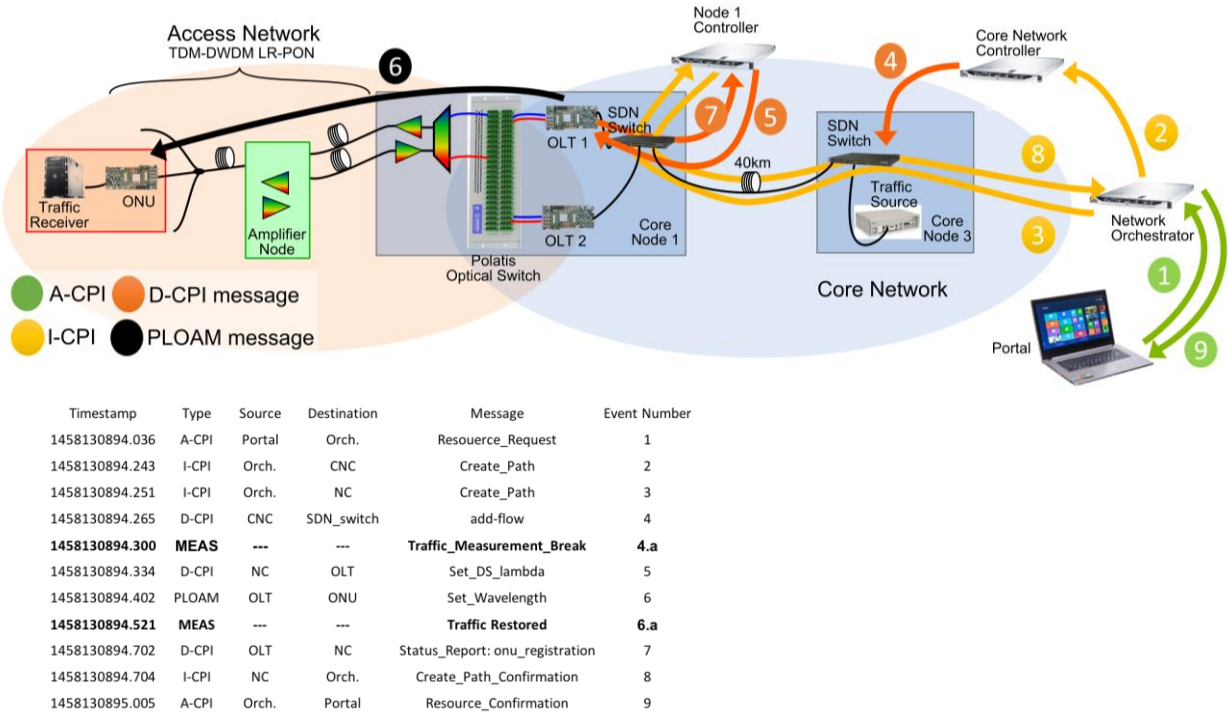 Access Network
TDM-DWDM LR-PON
Node 1
Controller
Core Network
Controller
6
4
SDN
Switch
7
5
OLT 1
SDN
Switch
2
8
40km
Traffic
Receiver
ONU
Amplifier
Node
Traffic
Source
Core
Node 3
3
Network
Orchestrator
OLT 2
Core
Node 1
Polatis
Optical Switch
1
A-CPI
D-CPI message
Core Network
I-CPI
PLOAM message
Portal
9
Timestamp Type Source Destination Message Event Number
1458130894.036 A-CPI Portal Orch. Resouerce_Request 1
1458130894.243 I-CPI Orch. CNC Create_Path 2
1458130894.251 I-CPI Orch. NC Create_Path 3
1458130894.265 D-CPI CNC SDN_switch add-flow 4
1458130894.300 MEAS --- --- Traffic_Measurement_Break 4.a
1458130894.334 D-CPI NC OLT Set_DS_lambda 5
1458130894.402 PLOAM OLT ONU Set_Wavelength 6
1458130894.521 MEAS --- --- Traffic Restored 6.a
1458130894.702 D-CPI OLT NC Status_Report: onu_registration 7
1458130894.704 I-CPI NC Orch. Create_Path_Confirmation 8
1458130895.005 A-CPI Orch. Portal Resource_Confirmation 9